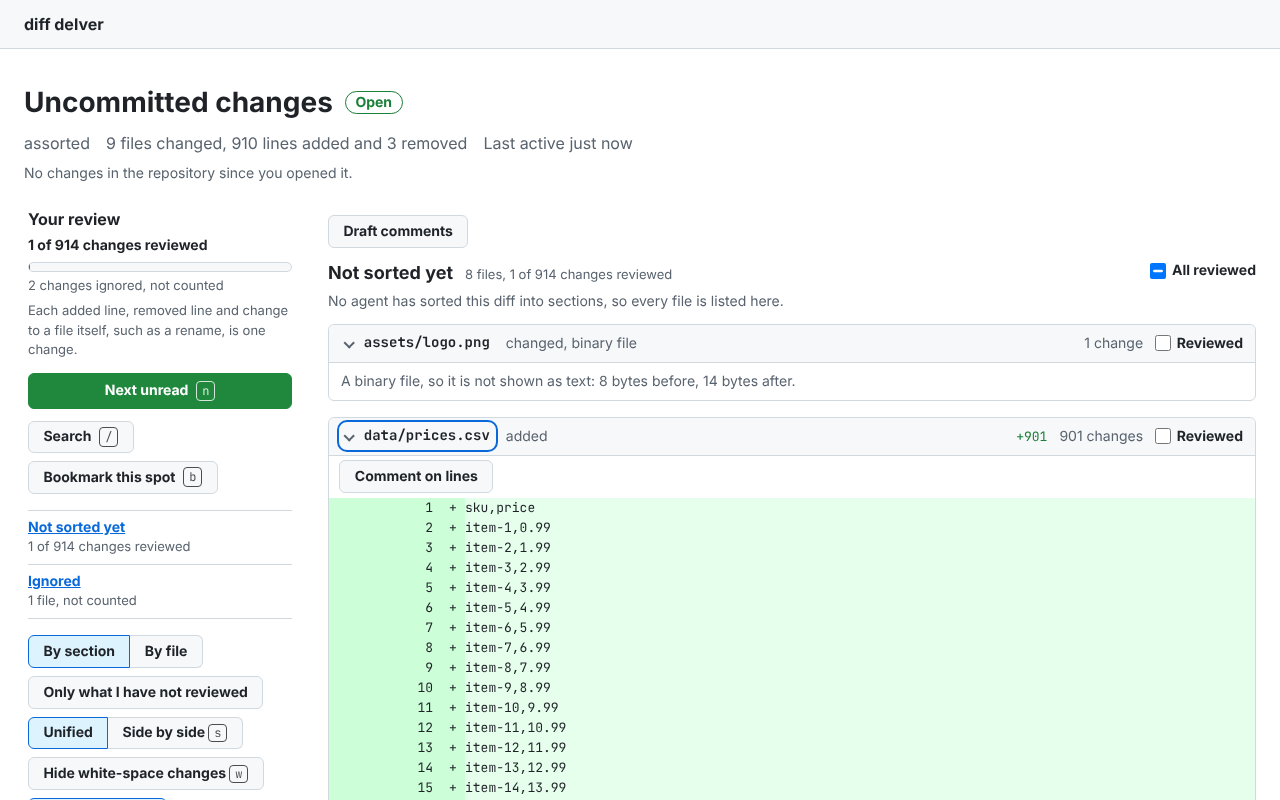 diff delver
Uncommitted changes Open
assorted 9 files changed, 910 lines added and 3 removed Last active just now
No changes in the repository since you opened it.
Your review
1 of 914 changes reviewed
2 changes ignored, not counted
Each added line, removed line and change
to a file itself, such as a rename, is one
change.
Next unread n
Search /
Bookmark this spot b
Not sorted yet
1 of 914 changes reviewed
Ignored
1 file, not counted
By section By file
Only what I have not reviewed
Unified Side by side s
Hide white-space changes w
Draft comments
Not sorted yet 8 files, 1 of 914 changes reviewed All reviewed
No agent has sorted this diff into sections, so every file is listed here.
assets/logo.png changed, binary file 1 change Reviewed
A binary file, so it is not shown as text: 8 bytes before, 14 bytes after.
data/prices.csv added +901 901 changes Reviewed
Comment on lines
1 + sku,price
2 + item-1,0.99
3 + item-2,1.99
4 + item-3,2.99
5 + item-4,3.99
6 + item-5,4.99
7 + item-6,5.99
8 + item-7,6.99
9 + item-8,7.99
10 + item-9,8.99
11 + item-10,9.99
12 + item-11,10.99
13 + item-12,11.99
14 + item-13,12.99
15 + item-14,13.99